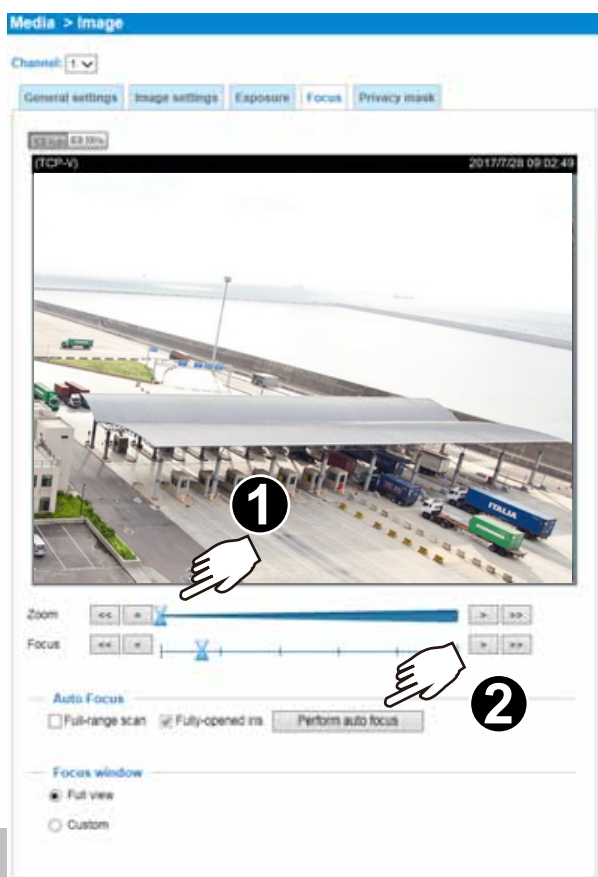 Media > Image
Channel: 1
General settings Image settings Exposure Focus Privacy mask
100%
(TCP-V) 2017/7/28 09:02:49
ITALIA
1
Zoom << < > >>
Focus << < > >>
2
Auto Focus
Full-range scan Fully-opened iris Perform auto focus
Focus window
Full view
Custom